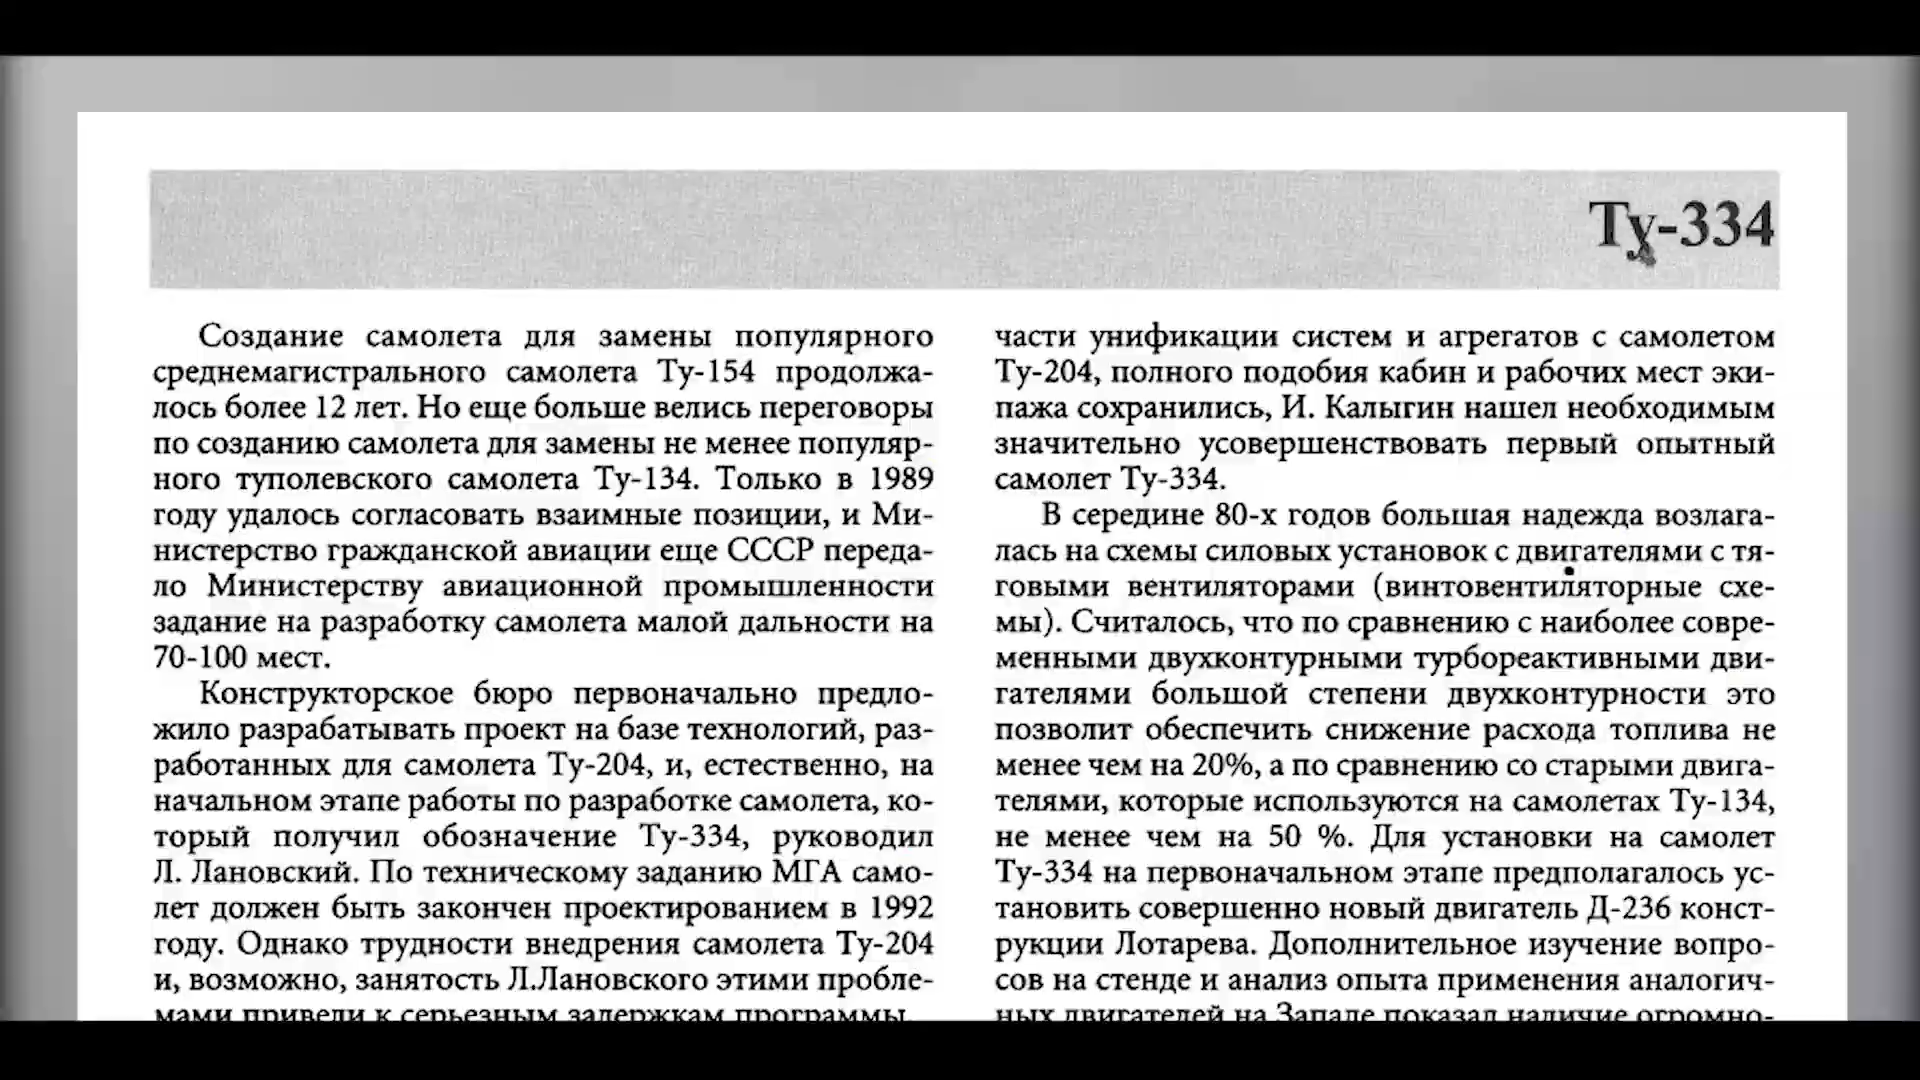 Ту-334
Создание самолета для замены популярного
среднемагистрального самолета Ту-154 продолжа-
лось более 12 лет. Но еще больше велись переговоры
по созданию самолета для замены не менее популяр-
ного туполевского самолета Ту-134. Только в 1989
году удалось согласовать взаимные позиции, и Ми-
нистерство гражданской авиации еще СССР переда-
ло Министерству авиационной промышленности
задание на разработку самолета малой дальности на
70-100 мест.
Конструкторское бюро первоначально предло-
жило разрабатывать проект на базе технологий, раз-
работанных для самолета Ту-204, и, естественно, на
начальном этапе работы по разработке самолета, ко-
торый получил обозначение Ту-334, руководил
Л. Лановский. По техническому заданию МГА само-
лет должен быть закончен проектированием в 1992
году. Однако трудности внедрения самолета Ту-204
и, возможно, занятость Л.Лановского этими пробле-
мами привели к серьезным задержкам программы.
части унификации систем и агрегатов с самолетом
Ту-204, полного подобия кабин и рабочих мест эки-
пажа сохранились, И. Калыгин нашел необходимым
значительно усовершенствовать первый опытный
самолет Ту-334.
В середине 80-х годов большая надежда возлага-
лась на схемы силовых установок с двигателями с тя-
говыми вентиляторами (винтовентиляторные схе-
мы). Считалось, что по сравнению с наиболее совре-
менными двухконтурными турбореактивными дви-
гателями большой степени двухконтурности это
позволит обеспечить снижение расхода топлива не
менее чем на 20%, а по сравнению со старыми двига-
телями, которые используются на самолетах Ту-134,
не менее чем на 50 %. Для установки на самолет
Ту-334 на первоначальном этапе предполагалось ус-
тановить совершенно новый двигатель Д-236 конст-
рукции Лотарева. Дополнительное изучение вопро-
сов на стенде и анализ опыта применения аналогич-
ных двигателей на Западе показал наличие огромно-